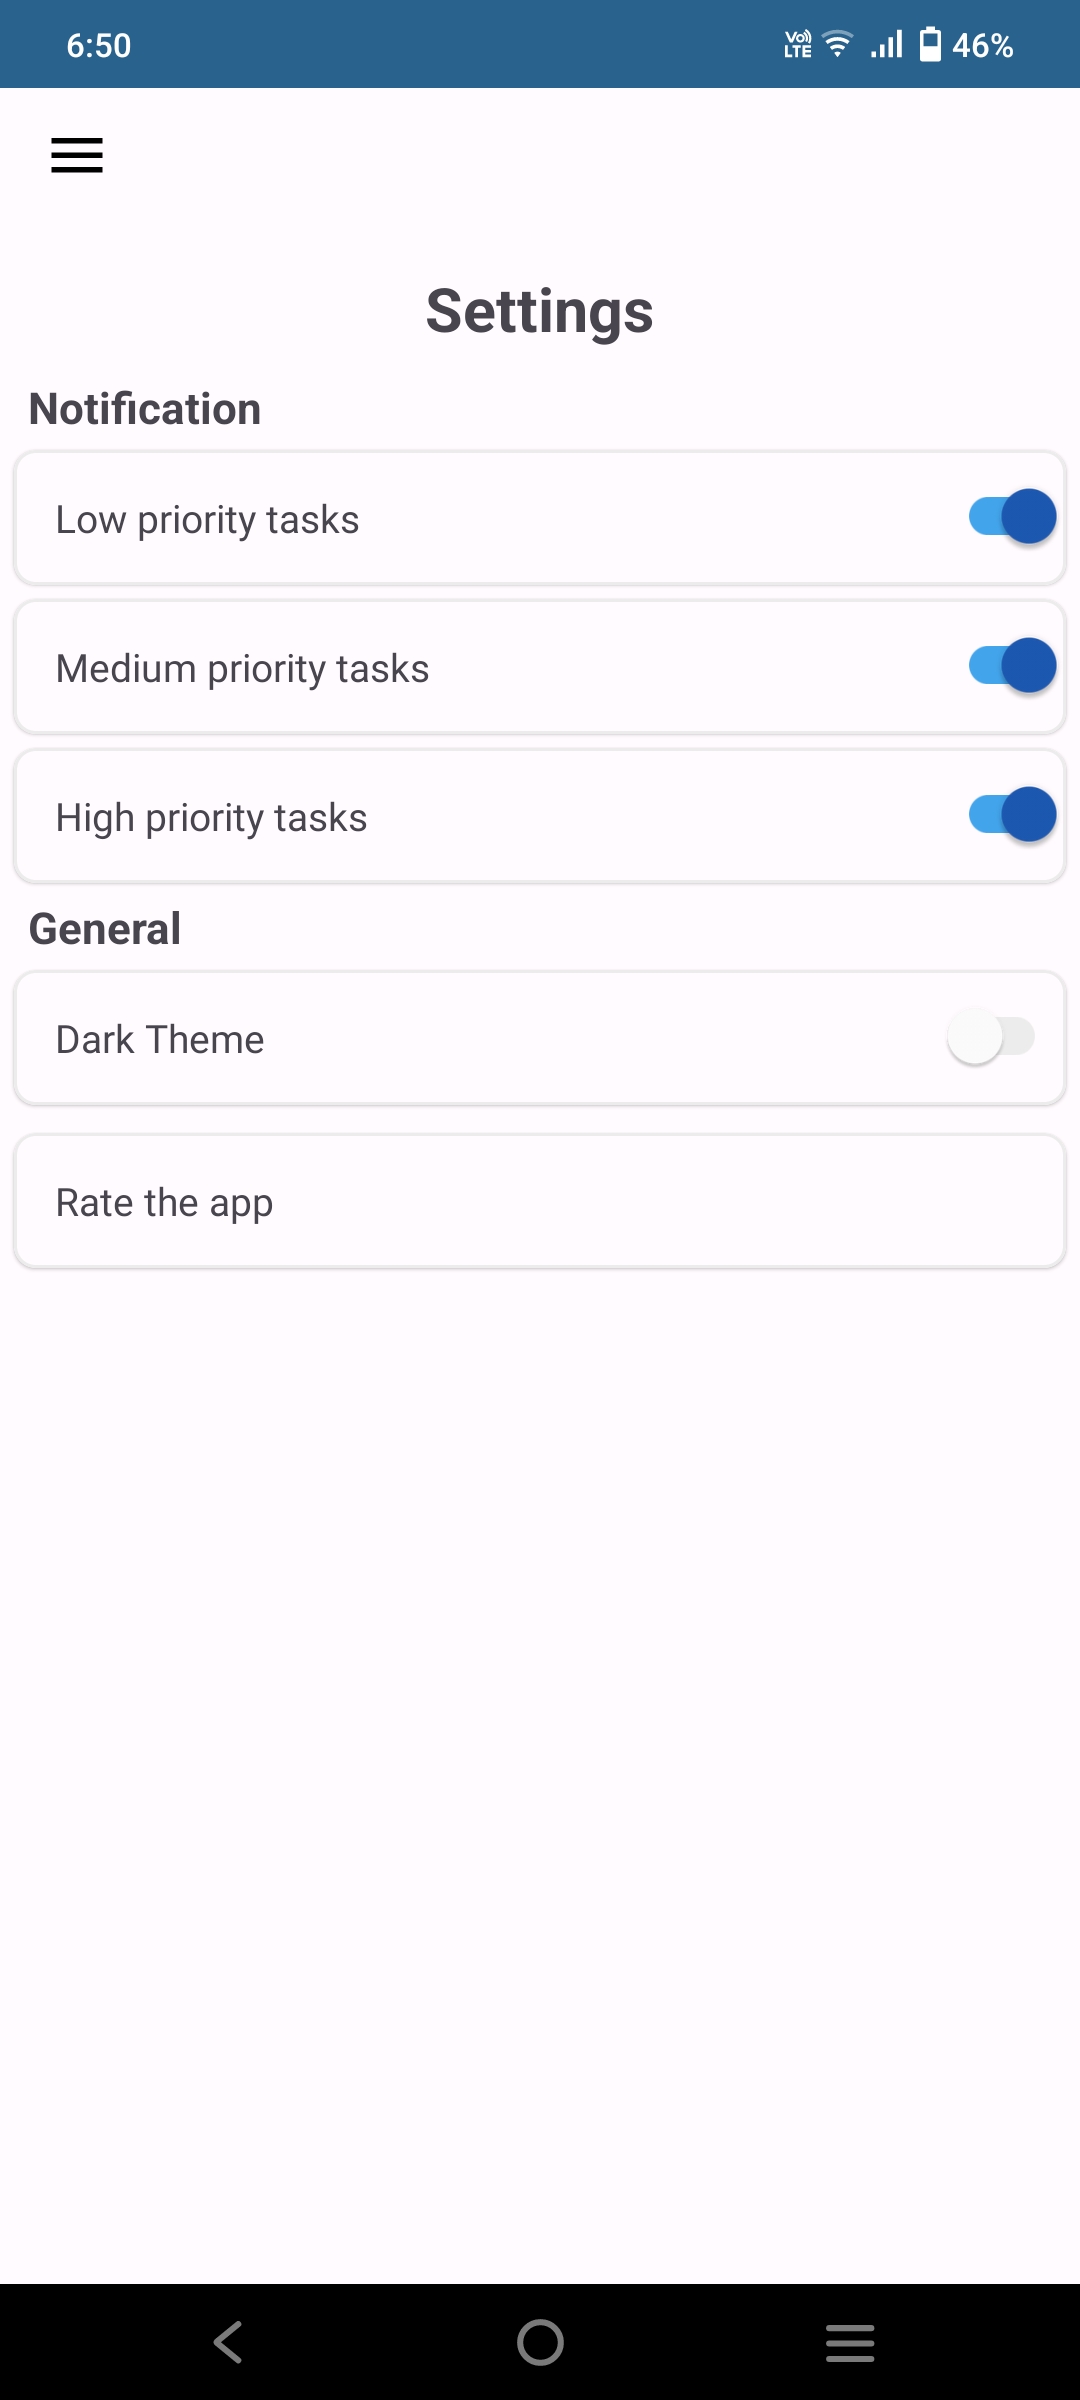 6:50 Vo) LTE 46%
Settings
Notification
Low priority tasks
Medium priority tasks
High priority tasks
General
Dark Theme
Rate the app